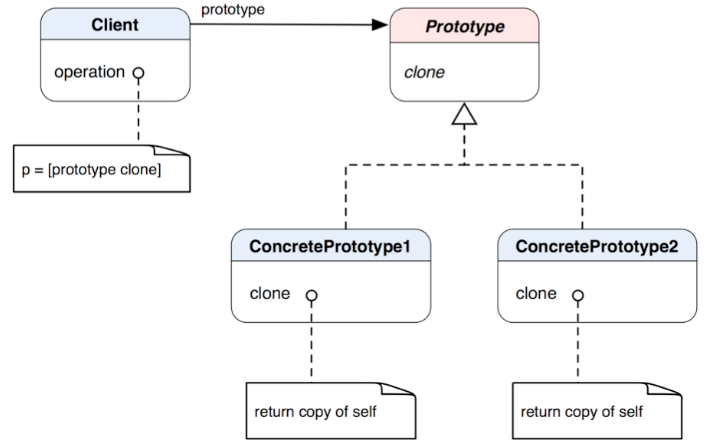 prototype
Client
Prototype
operation
clone
p = [prototype clone]
ConcretePrototype1
ConcretePrototype2
clone
clone
return copy of self
return copy of self